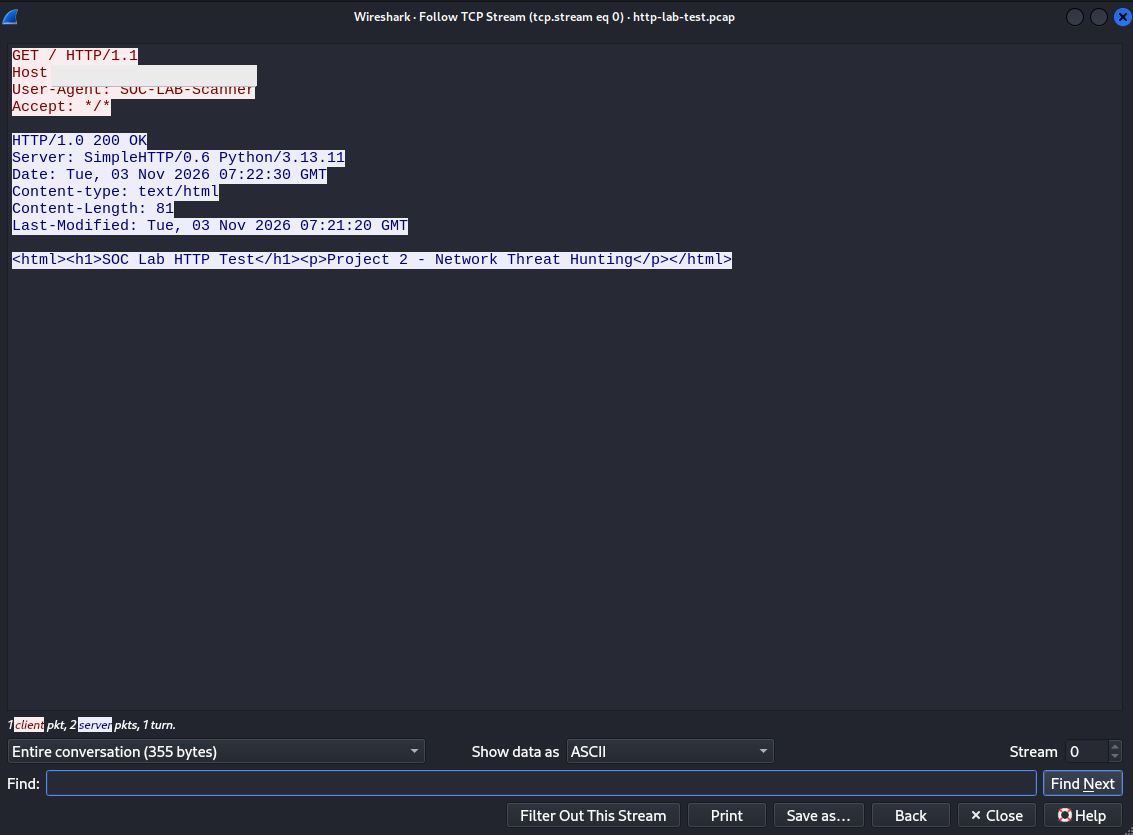 Wireshark · Follow TCP Stream (tcp.stream eq 0) · http-lab-test.pcap
GET / HTTP/1.1
Host
User-Agent: SOC-LAB-Scanner
Accept: */*
HTTP/1.0 200 OK
Server: SimpleHTTP/0.6 Python/3.13.11
Date: Tue, 03 Nov 2026 07:22:30 GMT
Content-type: text/html
Content-Length: 81
Last-Modified: Tue, 03 Nov 2026 07:21:20 GMT
<html><h1>SOC Lab HTTP Test</h1><p>Project 2 - Network Threat Hunting</p></html>
1 client pkt, 2 server pkts, 1 turn.
Entire conversation (355 bytes) Show data as ASCII Stream 0
Find: Find Next
Filter Out This Stream Print Save as… Back × Close Help